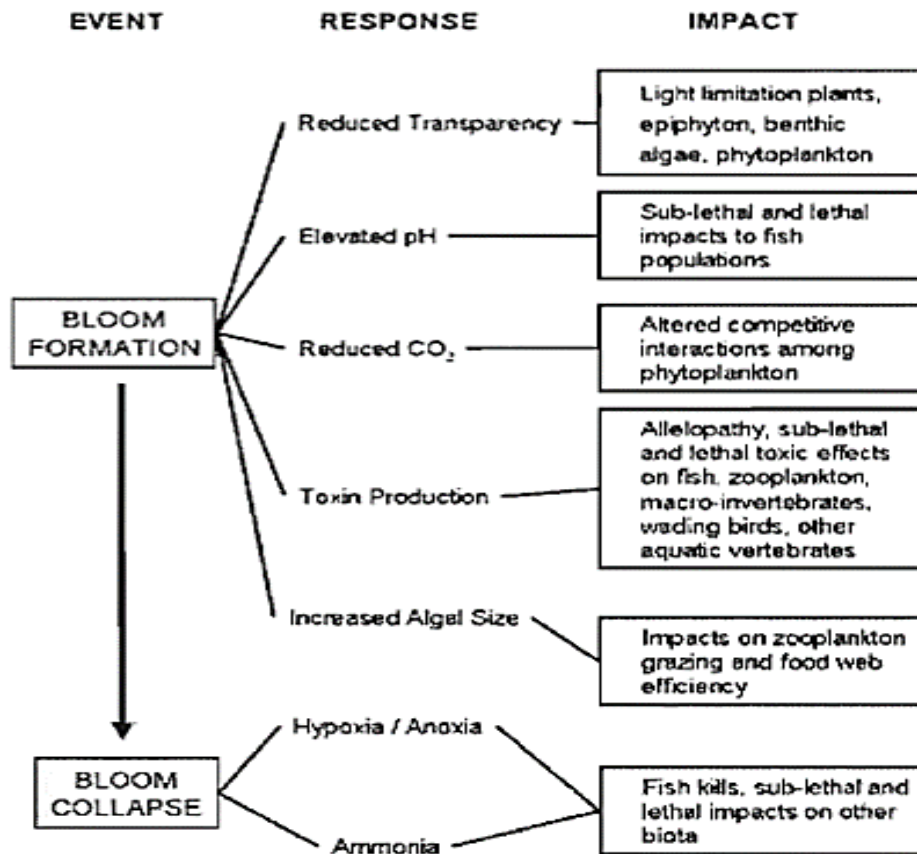 EVENT RESPONSE IMPACT
Reduced Transparency
Light limitation plants,
epiphyton, benthic
algae, phytoplankton
Elevated pH
Sub-lethal and lethal
impacts to fish
populations
BLOOM
FORMATION
Reduced CO₂
Altered competitive
interactions among
phytoplankton
Toxin Production
Allelopathy, sub-lethal
and lethal toxic effects
on fish, zooplankton,
macro-invertebrates,
wading birds, other
aquatic vertebrates
Increased Algel Size
Impacts on zooplankton
grazing and food web
efficiency
BLOOM
COLLAPSE
Hypoxia / Anoxia
Ammonia
Fish kills, sub-lethal and
lethal impacts on other
biota